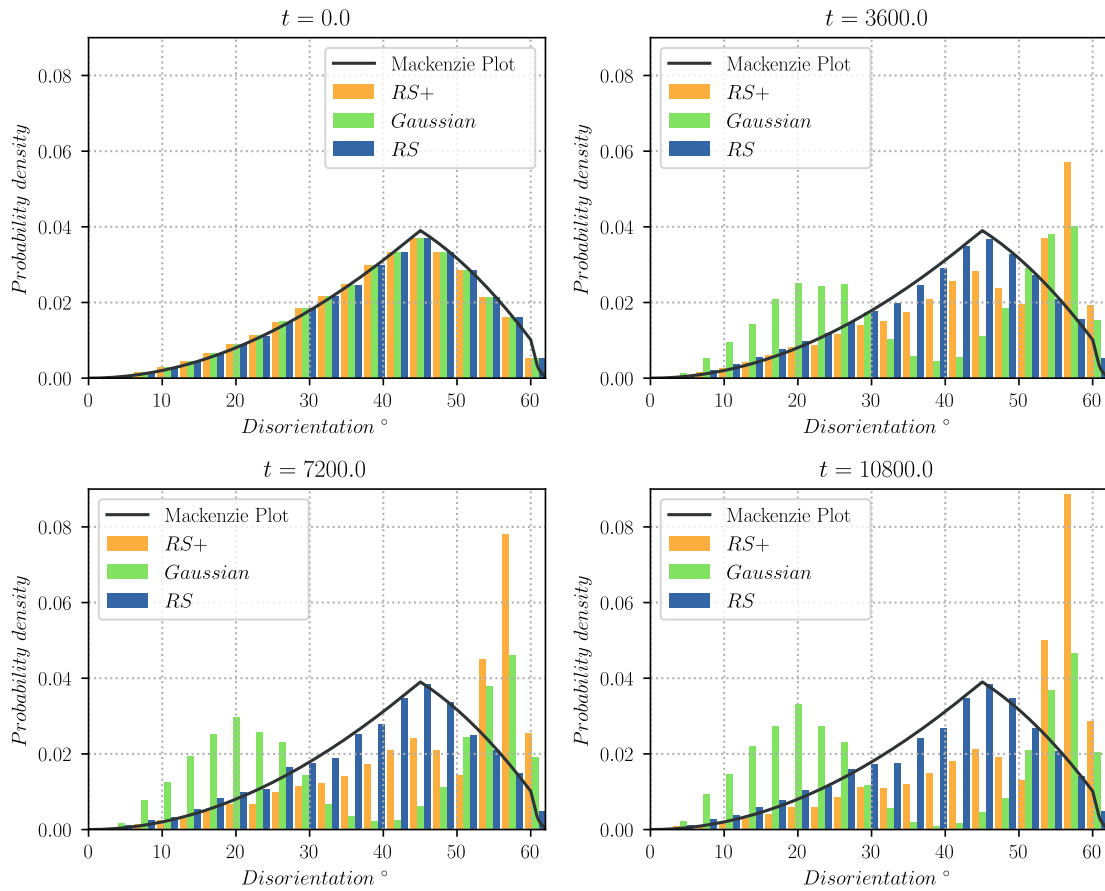 t = 0.0
Probability density
0.08
0.06
0.04
0.02
0.00
Mackenzie Plot
RS+
Gaussian
RS
0 10 20 30 40 50 60
Disorientation °
t = 3600.0
Probability density
0.08
0.06
0.04
0.02
0.00
Mackenzie Plot
RS+
Gaussian
RS
0 10 20 30 40 50 60
Disorientation °
t = 7200.0
Probability density
0.08
0.06
0.04
0.02
0.00
Mackenzie Plot
RS+
Gaussian
RS
0 10 20 30 40 50 60
Disorientation °
t = 10800.0
Probability density
0.08
0.06
0.04
0.02
0.00
Mackenzie Plot
RS+
Gaussian
RS
0 10 20 30 40 50 60
Disorientation °